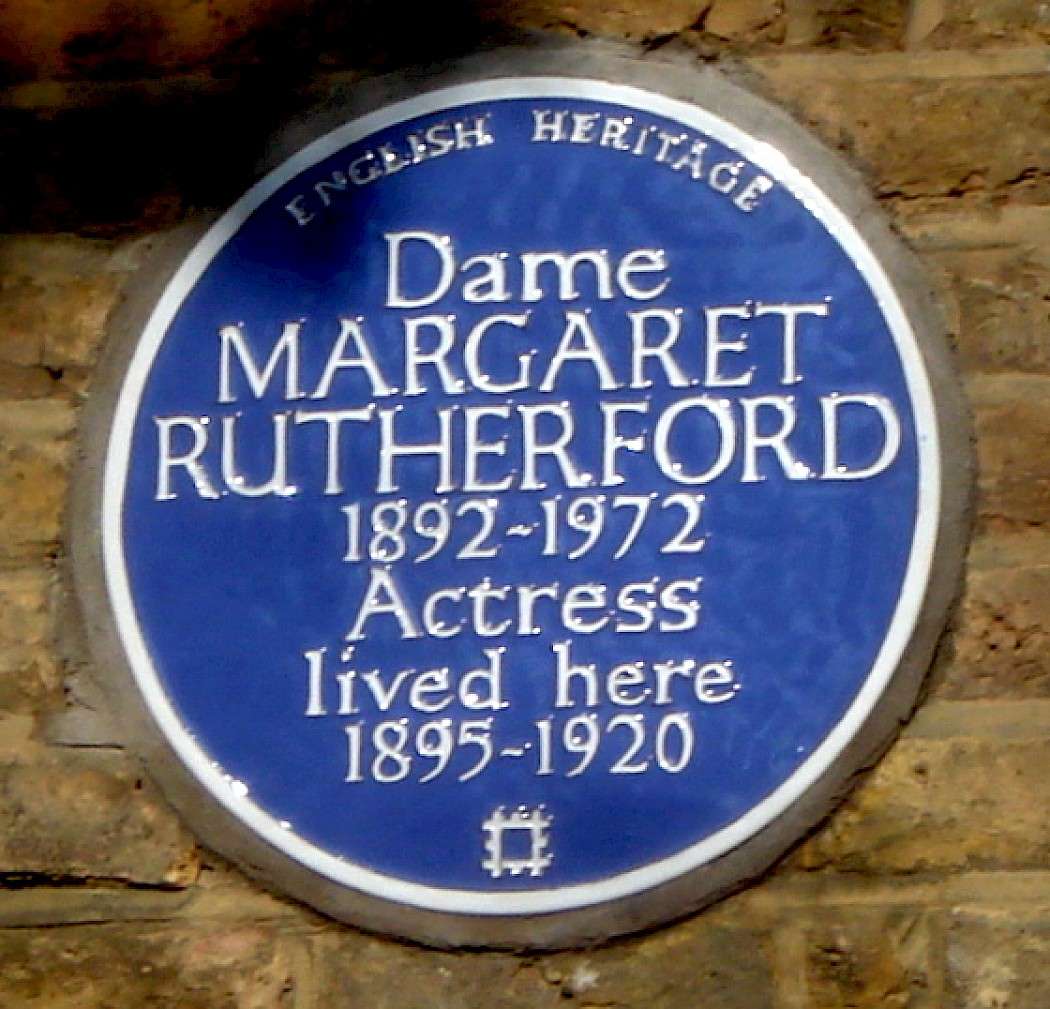 ENGLISH HERITAGE
Dame
MARGARET
RUTHERFORD
1892~1972
Actress
lived here
1895~1920